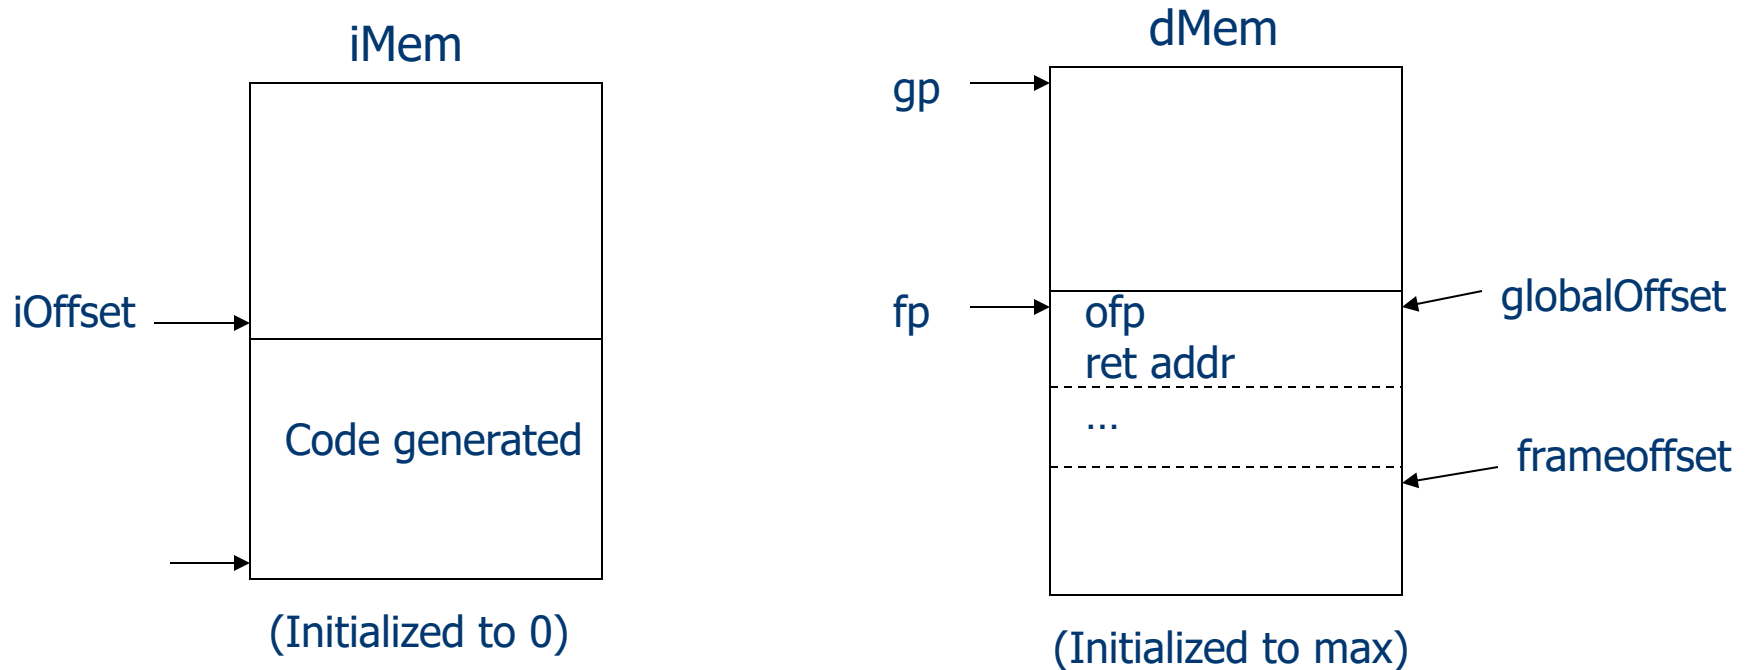 iMem
iOffset
Code generated
(Initialized to 0)
dMem
gp
fp
ofp
ret addr
...
globalOffset
frameoffset
(Initialized to max)